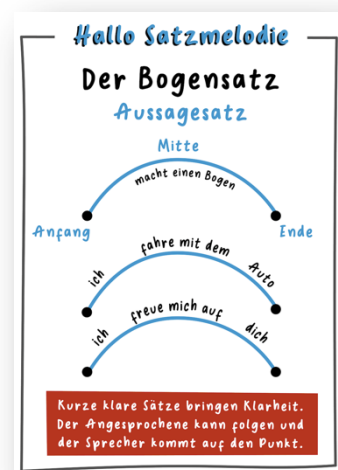 Hallo Satzmelodie
Der Bogensatz
Aussagesatz
Mitte
macht einen Bogen
Anfang
Ende
ich fahre mit dem Auto
ich freue mich auf dich
Kurze klare Sätze bringen Klarheit.
Der Angesprochene kann folgen und
der Sprecher kommt auf den Punkt.